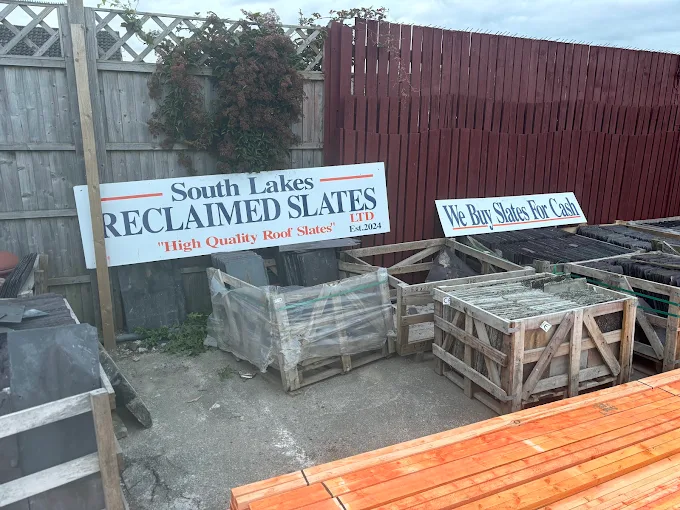 South Lakes
RECLAIMED SLATES
LTD
"High Quality Roof Slates" Est.2024
We Buy Slates For Cash